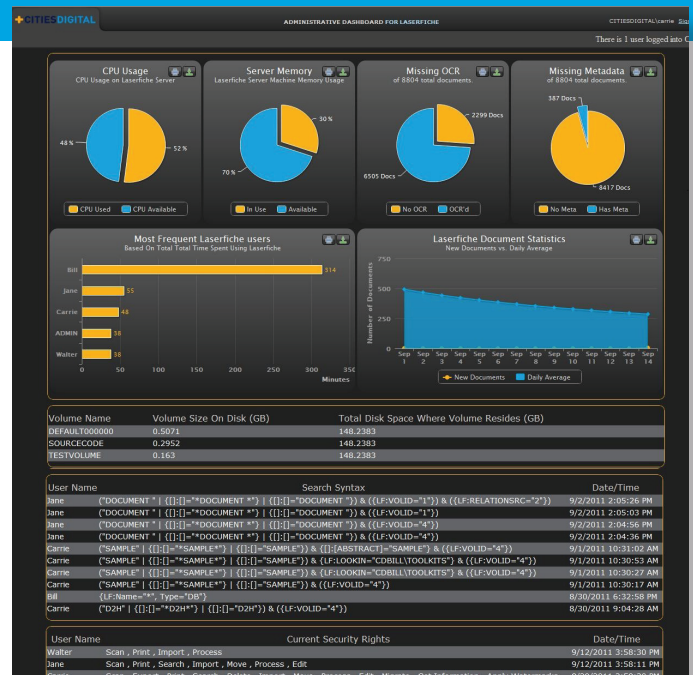 CITIESDIGITAL
ADMINISTRATIVE DASHBOARD FOR LASERFICHE
CITIESDIGITAL\carrie
There is 1 user logged into
CPU Usage
CPU Usage on Laserfiche Server
48 %
52 %
CPU Used CPU Available
Server Memory
Laserfiche Server Machine Memory Usage
30 %
70 %
In Use Available
Missing OCR
of 8804 total documents.
2299 Docs
6505 Docs
No OCR OCR'd
Missing Metadata
of 8804 total documents.
387 Docs
8417 Docs
No Meta Has Meta
Most Frequent Laserfiche users
Based On Total Total Time Spent Using Laserfiche
Bill 314
Jane 55
Carrie 48
ADMIN 38
Walter 38
0 50 100 150 200 250 300 350
Minutes
Laserfiche Document Statistics
New Documents vs. Daily Average
Number of Documents
750
500
250
0
Sep 1 Sep 2 Sep 3 Sep 4 Sep 5 Sep 6 Sep 7 Sep 8 Sep 9 Sep 10 Sep 11 Sep 12 Sep 13 Sep 14
New Documents Daily Average
Volume Name Volume Size On Disk (GB) Total Disk Space Where Volume Resides (GB)
DEFAULT000000 0.5071 148.2383
SOURCECODE 0.2952 148.2383
TESTVOLUME 0.163 148.2383
User Name Search Syntax Date/Time
Jane ("DOCUMENT " | {[]:[]="*DOCUMENT *"} | {[]:[]="DOCUMENT "}) & ({LF:VOLID="1"}) & ({LF:RELATIONSRC="2"}) 9/2/2011 2:05:26 PM
Jane ("DOCUMENT " | {[]:[]="*DOCUMENT *"} | {[]:[]="DOCUMENT "}) & ({LF:VOLID="1"}) 9/2/2011 2:05:03 PM
Jane ("DOCUMENT " | {[]:[]="*DOCUMENT *"} | {[]:[]="DOCUMENT "}) & ({LF:VOLID="4"}) 9/2/2011 2:04:56 PM
Jane ("DOCUMENT " | {[]:[]="*DOCUMENT *"} | {[]:[]="DOCUMENT "}) & ({LF:VOLID="4"}) 9/2/2011 2:04:36 PM
Carrie ("SAMPLE" | {[]:[]="*SAMPLE*"} | {[]:[]="SAMPLE"}) & {[]:[ABSTRACT]="SAMPLE"} & ({LF:VOLID="4"}) 9/1/2011 10:31:02 AM
Carrie ("SAMPLE" | {[]:[]="*SAMPLE*"} | {[]:[]="SAMPLE"}) & {LF:LOOKIN="CDBILL\TOOLKITS"} & ({LF:VOLID="4"}) 9/1/2011 10:30:53 AM
Carrie ("SAMPLE" | {[]:[]="*SAMPLE*"} | {[]:[]="SAMPLE"}) & {LF:LOOKIN="CDBILL\TOOLKITS"} & ({LF:VOLID="4"}) 9/1/2011 10:30:27 AM
Carrie ("SAMPLE" | {[]:[]="*SAMPLE*"} | {[]:[]="SAMPLE"}) & ({LF:VOLID="4"}) 9/1/2011 10:30:17 AM
Bill {LF:Name="*", Type="DB"} 8/30/2011 6:32:58 PM
Carrie ("D2H" | {[]:[]="*D2H*"} | {[]:[]="D2H"}) & ({LF:VOLID="4"}) 8/30/2011 9:04:28 AM
User Name Current Security Rights Date/Time
Walter Scan , Print , Import , Process 9/12/2011 3:58:30 PM
Jane Scan , Print , Search , Import , Move , Process , Edit 9/12/2011 3:58:11 PM